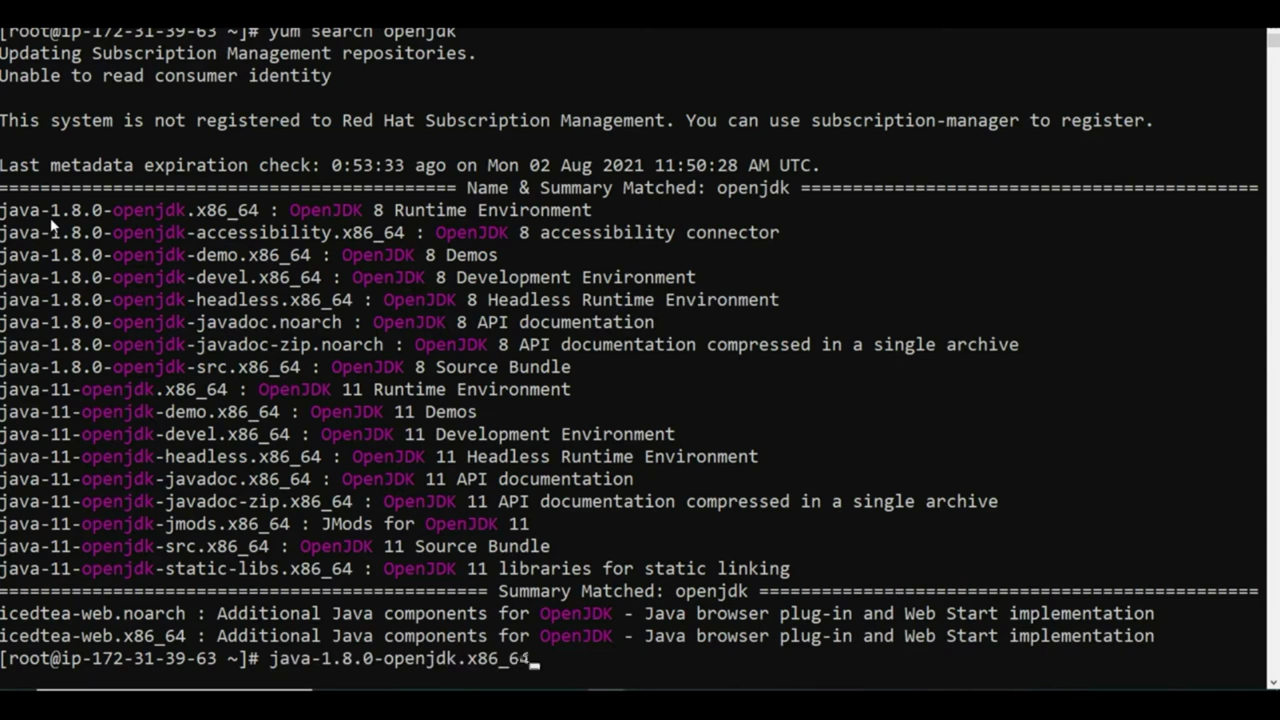 [root@ip-172-31-39-63 ~]# yum search openjdk
Updating Subscription Management repositories.
Unable to read consumer identity
This system is not registered to Red Hat Subscription Management. You can use subscription-manager to register.
Last metadata expiration check: 0:53:33 ago on Mon 02 Aug 2021 11:50:28 AM UTC.
============================================ Name & Summary Matched: openjdk ============================================
java-1.8.0-openjdk.x86_64 : OpenJDK 8 Runtime Environment
java-1.8.0-openjdk-accessibility.x86_64 : OpenJDK 8 accessibility connector
java-1.8.0-openjdk-demo.x86_64 : OpenJDK 8 Demos
java-1.8.0-openjdk-devel.x86_64 : OpenJDK 8 Development Environment
java-1.8.0-openjdk-headless.x86_64 : OpenJDK 8 Headless Runtime Environment
java-1.8.0-openjdk-javadoc.noarch : OpenJDK 8 API documentation
java-1.8.0-openjdk-javadoc-zip.noarch : OpenJDK 8 API documentation compressed in a single archive
java-1.8.0-openjdk-src.x86_64 : OpenJDK 8 Source Bundle
java-11-openjdk.x86_64 : OpenJDK 11 Runtime Environment
java-11-openjdk-demo.x86_64 : OpenJDK 11 Demos
java-11-openjdk-devel.x86_64 : OpenJDK 11 Development Environment
java-11-openjdk-headless.x86_64 : OpenJDK 11 Headless Runtime Environment
java-11-openjdk-javadoc.x86_64 : OpenJDK 11 API documentation
java-11-openjdk-javadoc-zip.x86_64 : OpenJDK 11 API documentation compressed in a single archive
java-11-openjdk-jmods.x86_64 : JMods for OpenJDK 11
java-11-openjdk-src.x86_64 : OpenJDK 11 Source Bundle
java-11-openjdk-static-libs.x86_64 : OpenJDK 11 libraries for static linking
=============================================== Summary Matched: openjdk ================================================
icedtea-web.noarch : Additional Java components for OpenJDK - Java browser plug-in and Web Start implementation
icedtea-web.x86_64 : Additional Java components for OpenJDK - Java browser plug-in and Web Start implementation
[root@ip-172-31-39-63 ~]# java-1.8.0-openjdk.x86_64